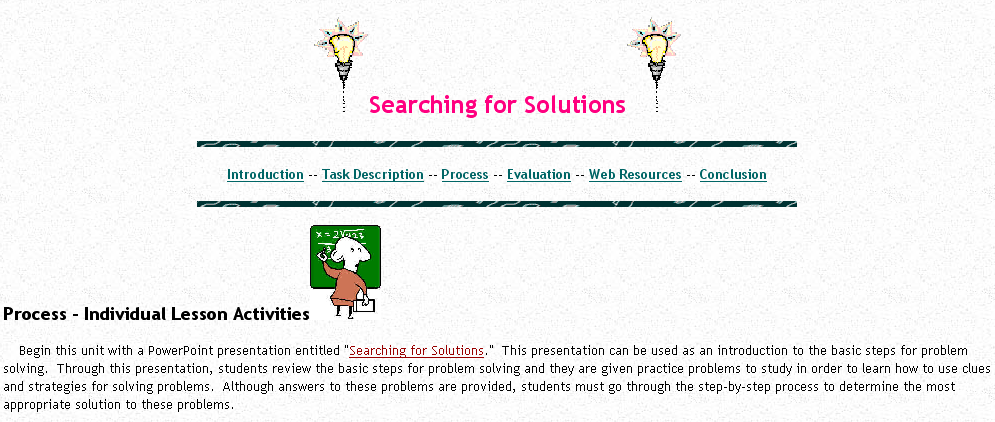 Searching for Solutions
Introduction -- Task Description -- Process -- Evaluation -- Web Resources -- Conclusion
Process - Individual Lesson Activities
Begin this unit with a PowerPoint presentation entitled "Searching for Solutions."  This presentation can be used as an introduction to the basic steps for problem
solving.  Through this presentation, students review the basic steps for problem solving and they are given practice problems to study in order to learn how to use clues
and strategies for solving problems.  Although answers to these problems are provided, students must go through the step-by-step process to determine the most
appropriate solution to these problems.